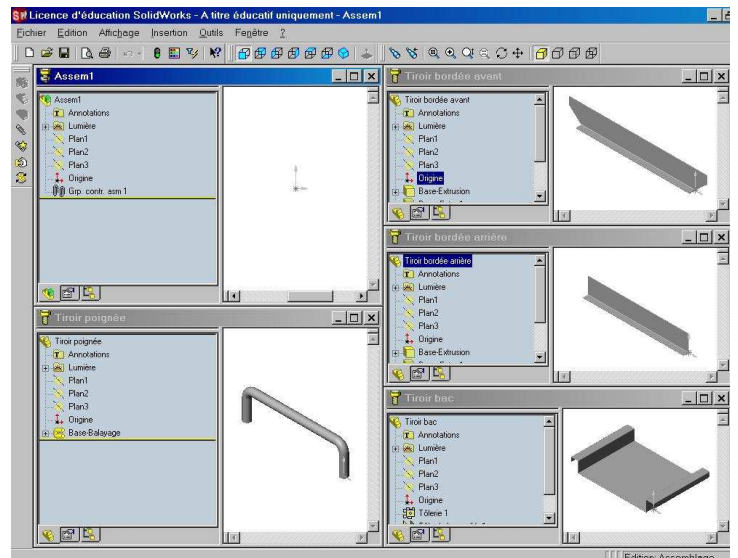 Licence d'éducation SolidWorks - A titre éducatif uniquement - Assem1
Fichier Edition Affichage Insertion Outils Fenêtre ?
Assem1
Assem1
Annotations
Lumière
Plan1
Plan2
Plan3
Origine
Grp. contr. asm 1
Tiroir poignée
Tiroir poignée
Annotations
Lumière
Plan1
Plan2
Plan3
Origine
Base-Balayage
Tiroir bordée avant
Tiroir bordée avant
Annotations
Lumière
Plan1
Plan2
Plan3
Origine
Base-Extrusion
Tiroir bordée arrière
Tiroir bordée arrière
Annotations
Lumière
Plan1
Plan2
Plan3
Origine
Base-Extrusion
Tiroir bac
Tiroir bac
Annotations
Lumière
Plan1
Plan2
Plan3
Origine
Tôlerie 1
Edition: Assemblage